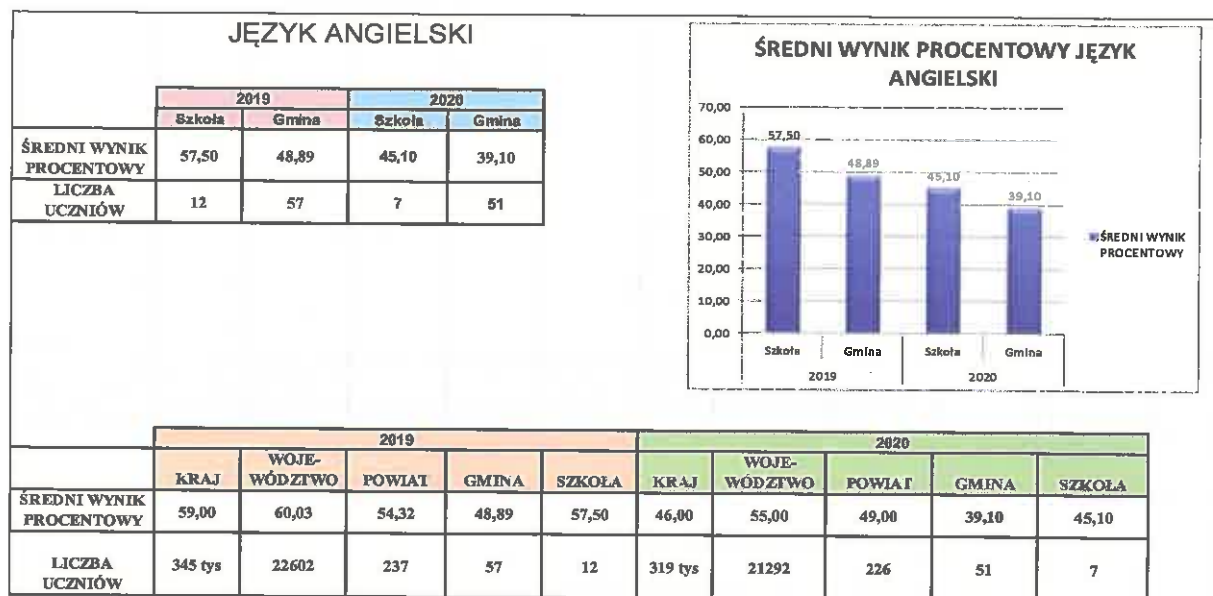 JĘZYK ANGIELSKI
2019 2020
Szkoła Gmina Szkoła Gmina
ŚREDNI WYNIK
PROCENTOWY 57,50 48,89 45,10 39,10
LICZBA
UCZNIÓW 12 57 7 51
ŚREDNI WYNIK PROCENTOWY JĘZYK
ANGIELSKI
70,00
60,00
50,00
40,00
30,00
20,00
10,00
0,00
57,50
48,89
45,10
39,10
Szkoła Gmina Szkoła Gmina
2019 2020
ŚREDNI WYNIK
PROCENTOWY
2019 2020
KRAJ WOJE-
WÓDZTWO POWIAT GMINA SZKOŁA KRAJ WOJE-
WÓDZTWO POWIAT GMINA SZKOŁA
ŚREDNI WYNIK
PROCENTOWY 59,00 60,03 54,32 48,89 57,50 46,00 55,00 49,00 39,10 45,10
LICZBA
UCZNIÓW 345 tys 22602 237 57 12 319 tys 21292 226 51 7